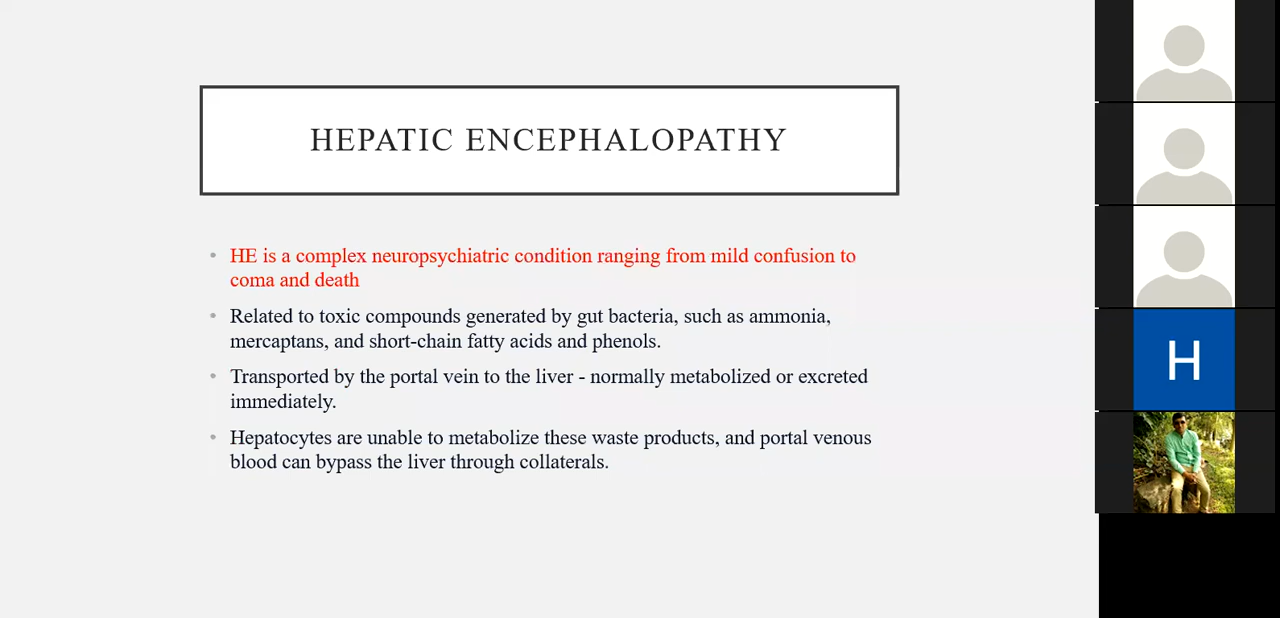 HEPATIC ENCEPHALOPATHY
• HE is a complex neuropsychiatric condition ranging from mild confusion to
coma and death
• Related to toxic compounds generated by gut bacteria, such as ammonia,
mercaptans, and short-chain fatty acids and phenols.
• Transported by the portal vein to the liver - normally metabolized or excreted
immediately.
• Hepatocytes are unable to metabolize these waste products, and portal venous
blood can bypass the liver through collaterals.
H